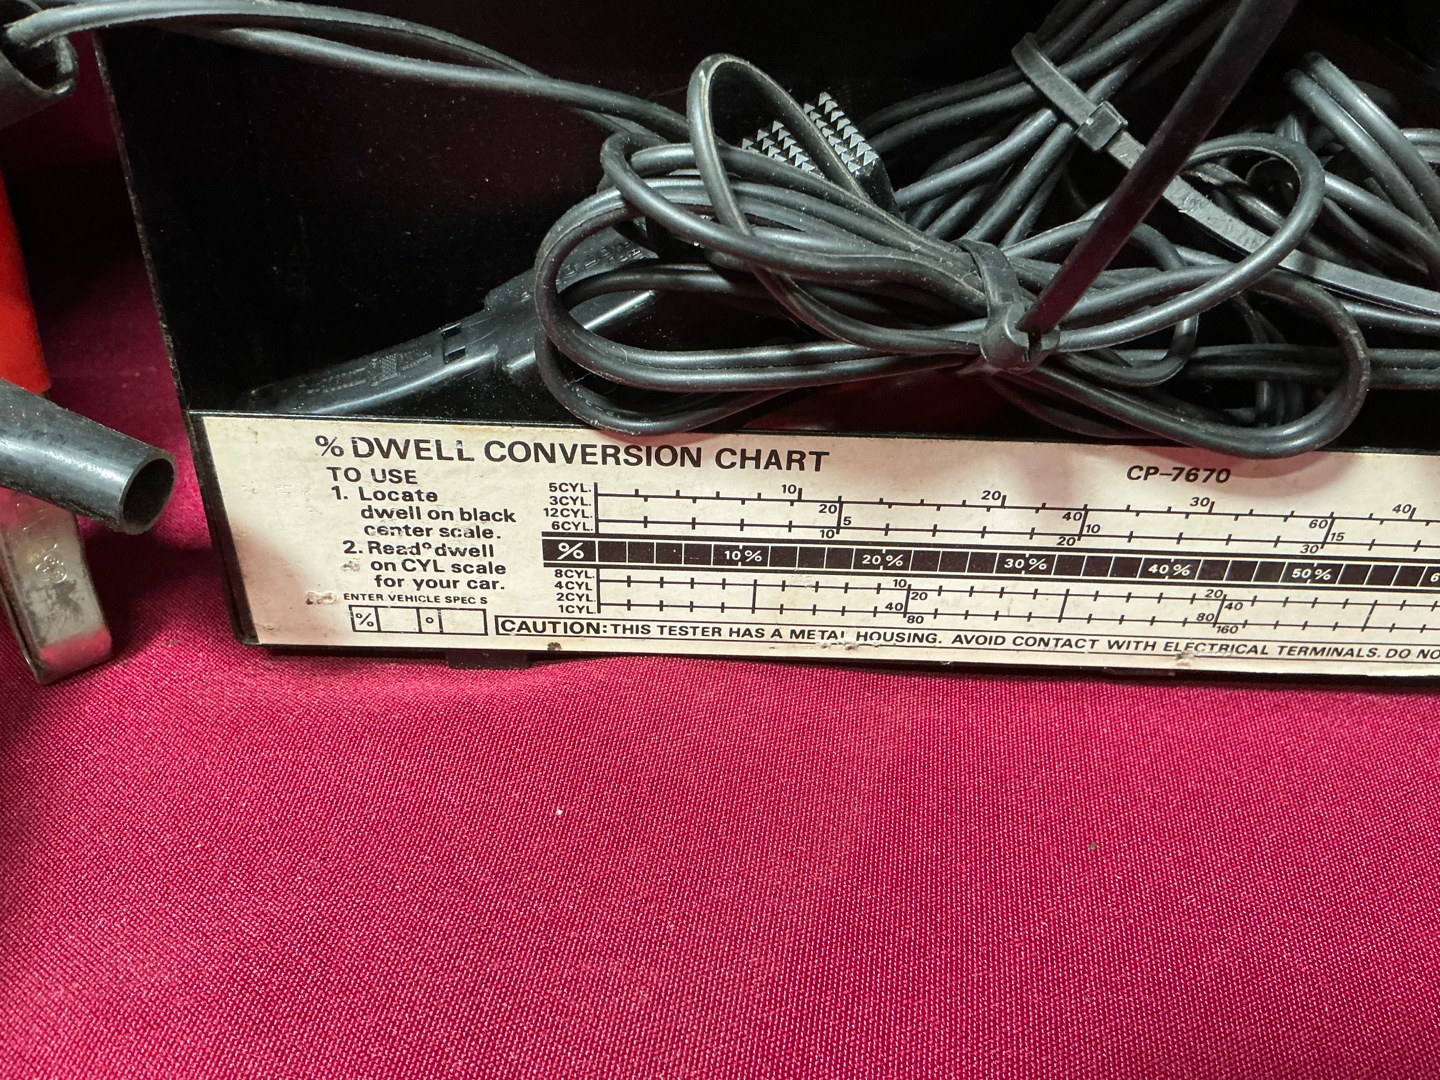 % DWELL CONVERSION CHART
CP-7670
TO USE
1. Locate
dwell on black
center scale.
2. Read° dwell
on CYL scale
for your car.
ENTER VEHICLE SPEC S
% °
5CYL. 10 20 30 40
3CYL. 20 40 60
12CYL. 5 10 15
6CYL. 10 20 30
% 10% 20% 30% 40% 50% 6
8CYL. 10 20
4CYL 20 40
2CYL 40 80
1CYL 80 160
CAUTION: THIS TESTER HAS A METAL HOUSING. AVOID CONTACT WITH ELECTRICAL TERMINALS. DO NO